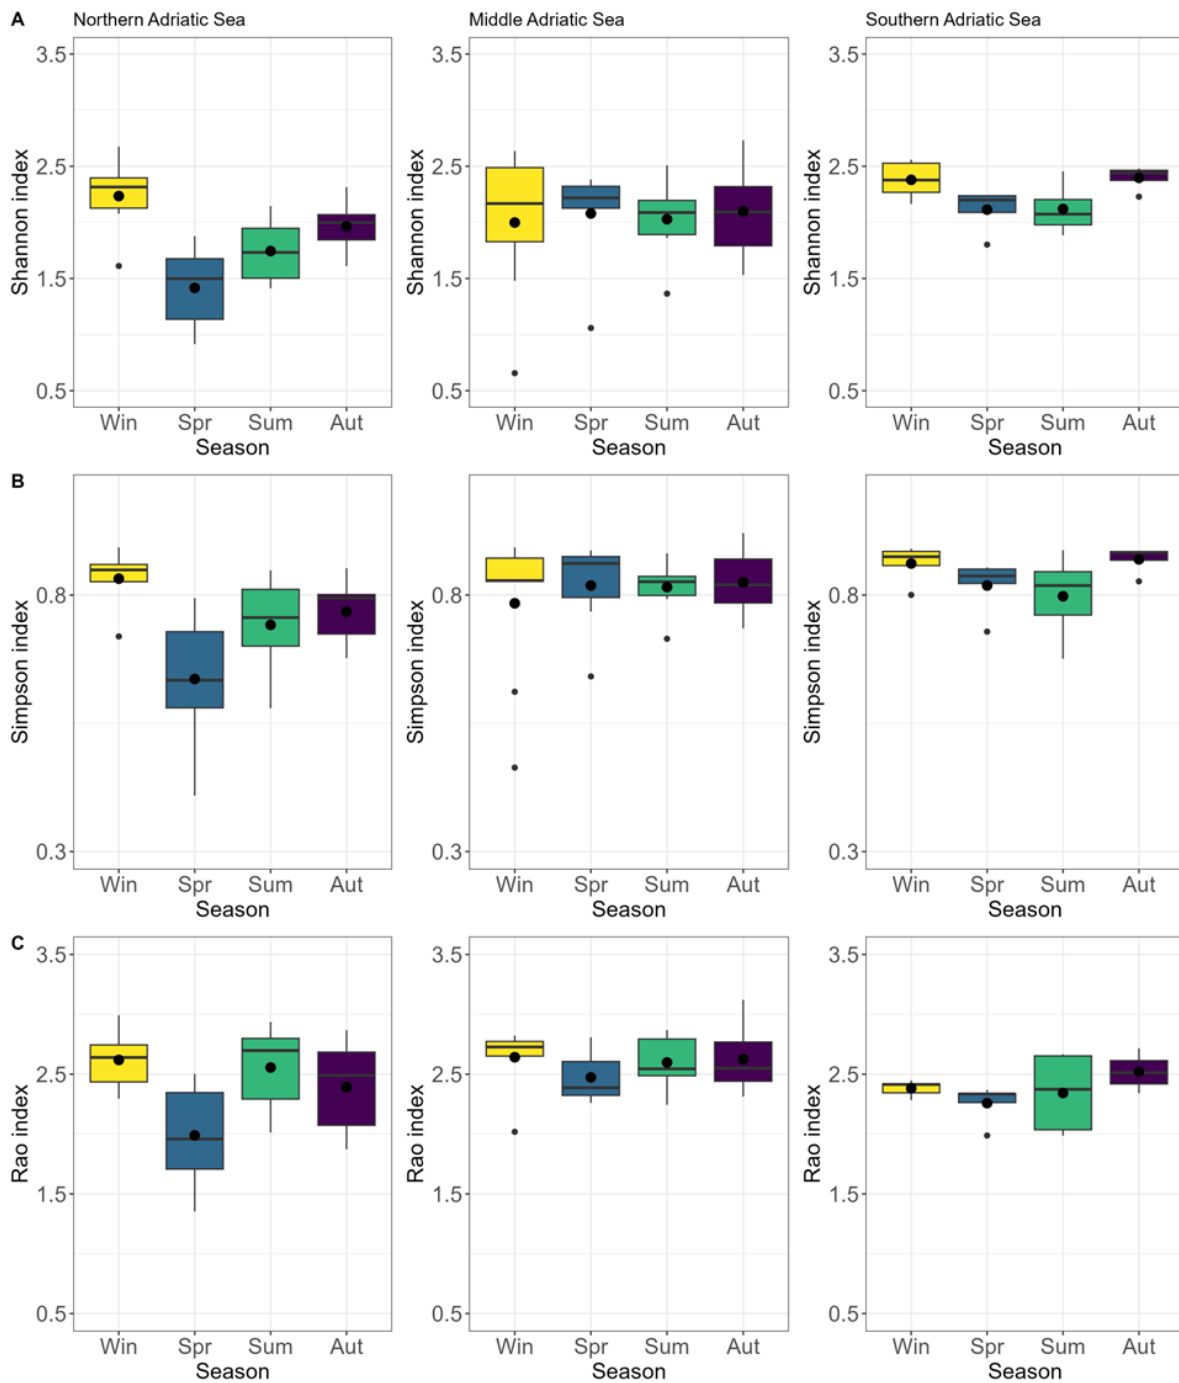 A
Northern Adriatic Sea
Middle Adriatic Sea
Southern Adriatic Sea
Shannon index
3.5
2.5
1.5
0.5
Win Spr Sum Aut
Season
Shannon index
3.5
2.5
1.5
0.5
Win Spr Sum Aut
Season
Shannon index
3.5
2.5
1.5
0.5
Win Spr Sum Aut
Season
B
Simpson index
0.8
0.3
Win Spr Sum Aut
Season
Simpson index
0.8
0.3
Win Spr Sum Aut
Season
Simpson index
0.8
0.3
Win Spr Sum Aut
Season
C
Rao index
3.5
2.5
1.5
0.5
Win Spr Sum Aut
Season
Rao index
3.5
2.5
1.5
0.5
Win Spr Sum Aut
Season
Rao index
3.5
2.5
1.5
0.5
Win Spr Sum Aut
Season